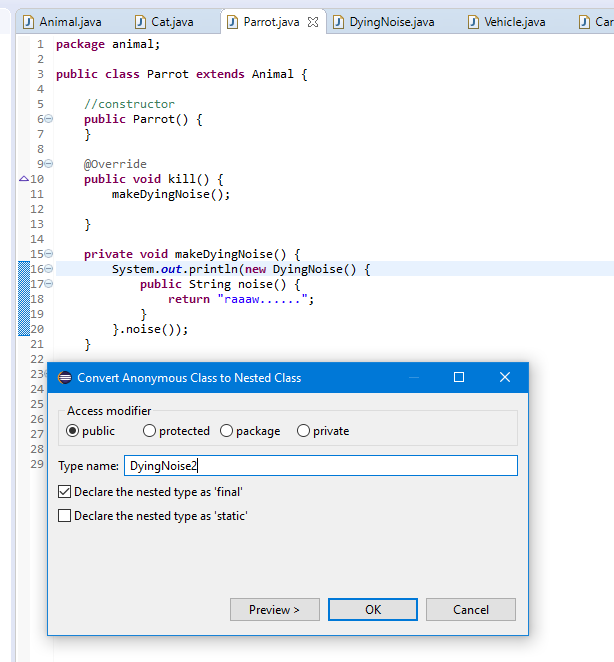 Animal.java Cat.java Parrot.java DyingNoise.java Vehicle.java Car
1 package animal;
2
3 public class Parrot extends Animal {
4
5 //constructor
6 public Parrot() {
7 }
8
9 @Override
10 public void kill() {
11 makeDyingNoise();
12
13 }
14
15 private void makeDyingNoise() {
16 System.out.println(new DyingNoise() {
17 public String noise() {
18 return "raaaw......";
19 }
20 }.noise());
21 }
22
23
24
25
26
27
28
29
Convert Anonymous Class to Nested Class
Access modifier
public protected package private
Type name: DyingNoise2
Declare the nested type as 'final'
Declare the nested type as 'static'
Preview > OK Cancel